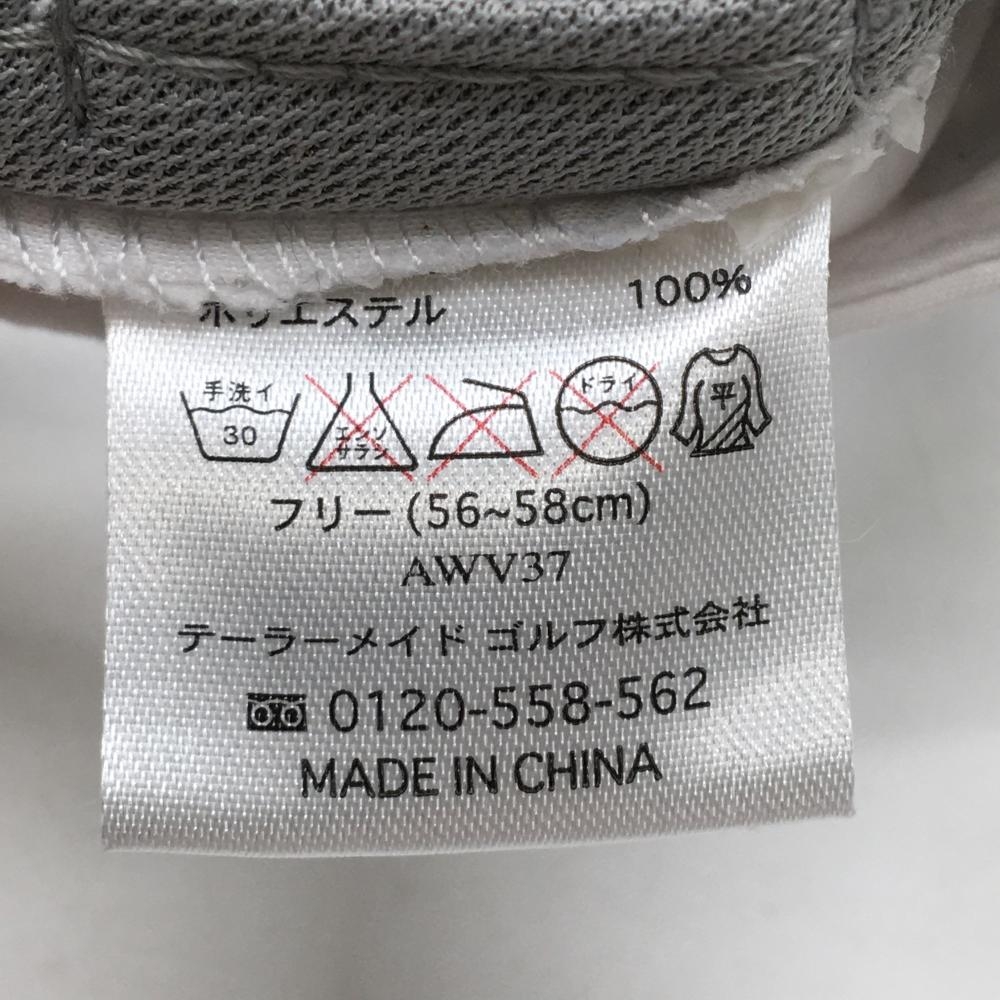 ポリエステル 100%
手洗イ 30 エンソサラシ ドライ 平
フリー (56~58cm)
AWV37
テーラーメイド ゴルフ株式会社
0120-558-562
MADE IN CHINA